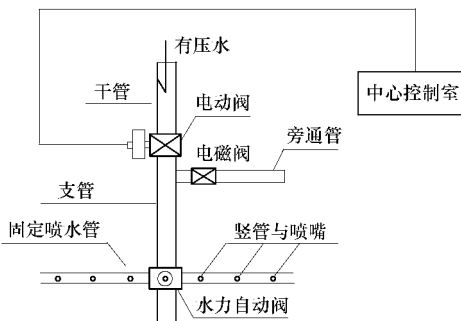 有压水
干管
电动阀
中心控制室
电磁阀
旁通管
支管
固定喷水管
竖管与喷嘴
水力自动阀